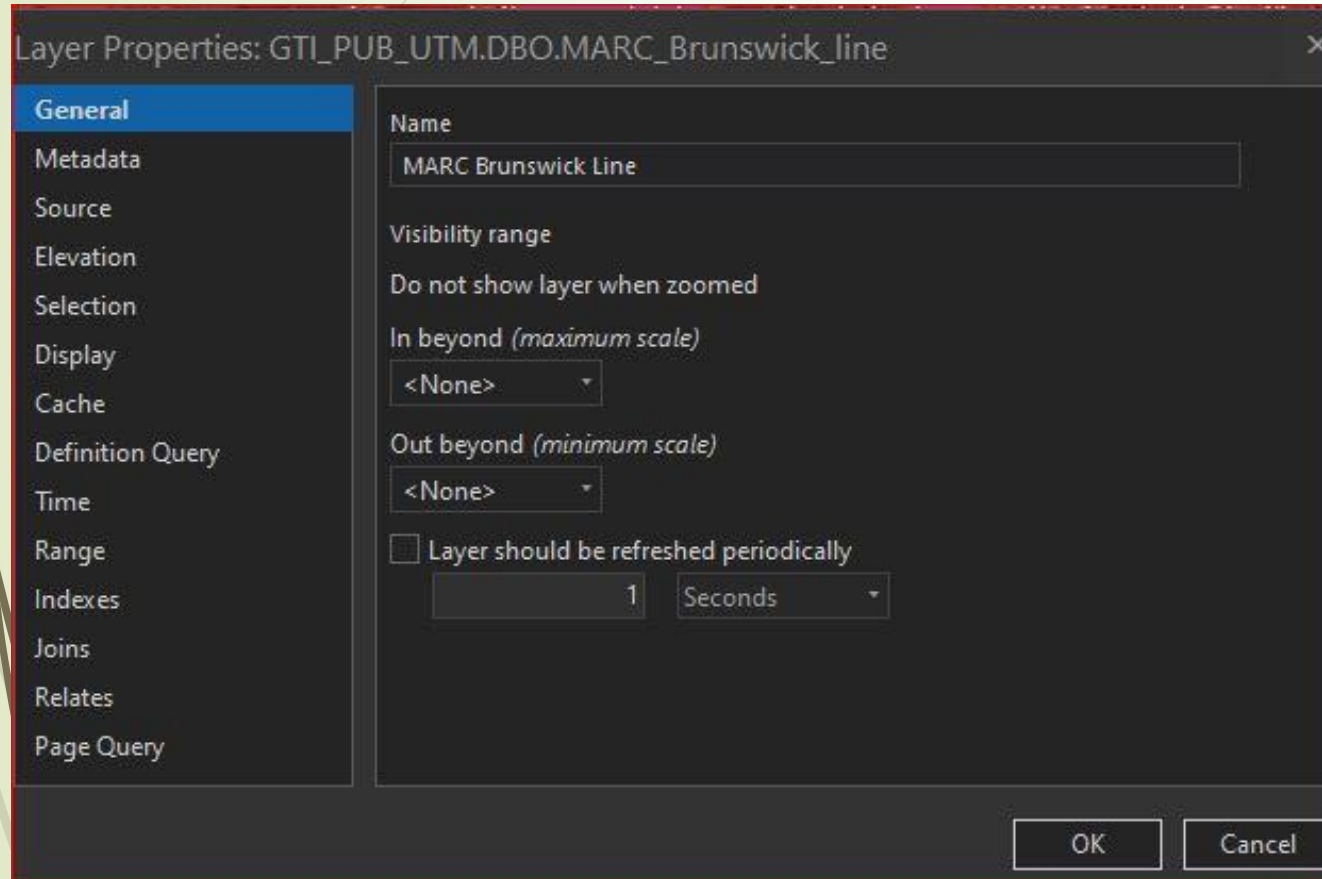 Layer Properties: GTI_PUB_UTM.DBO.MARC_Brunswick_line
General
Metadata
Source
Elevation
Selection
Display
Cache
Definition Query
Time
Range
Indexes
Joins
Relates
Page Query
Name
MARC Brunswick Line
Visibility range
Do not show layer when zoomed
In beyond (maximum scale)
<None>
Out beyond (minimum scale)
<None>
Layer should be refreshed periodically
1 Seconds
OK Cancel